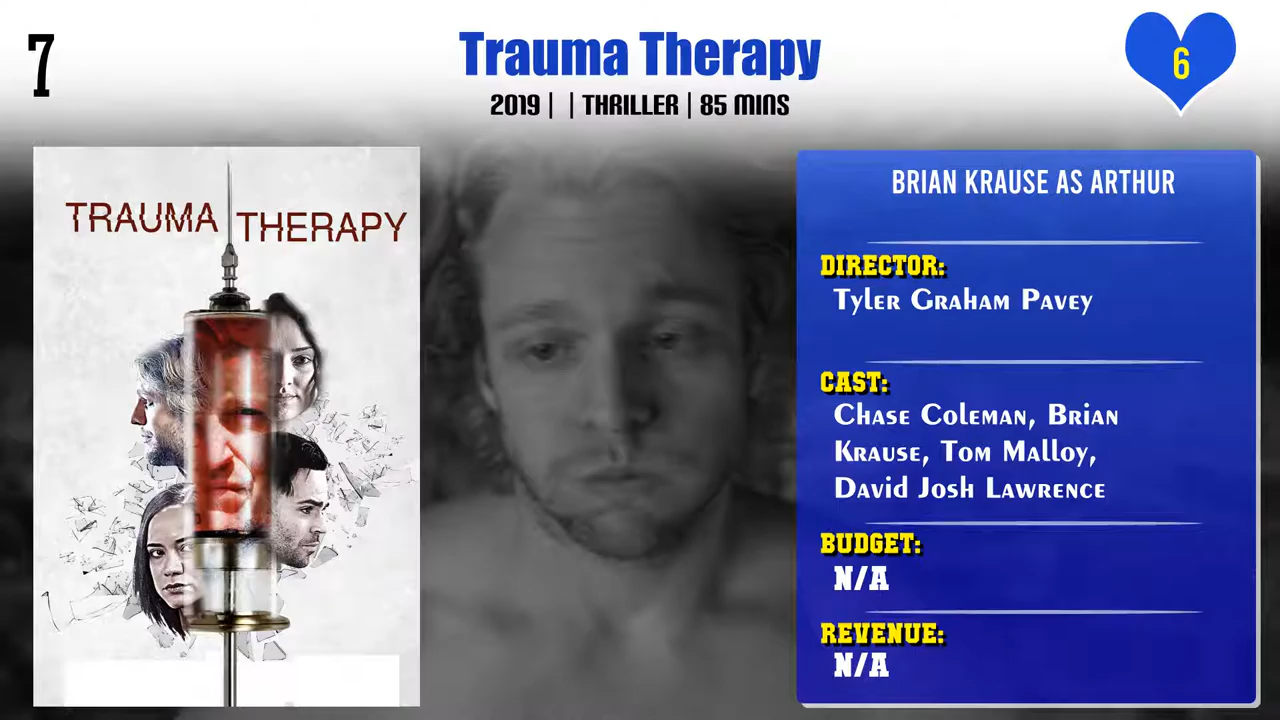 7
Trauma Therapy
6
2019 | | THRILLER | 85 MINS
TRAUMA THERAPY
BRIAN KRAUSE AS ARTHUR
DIRECTOR:
Tyler Graham Pavey
CAST:
Chase Coleman, Brian
Krause, Tom Malloy,
David Josh Lawrence
BUDGET:
N/A
REVENUE:
N/A